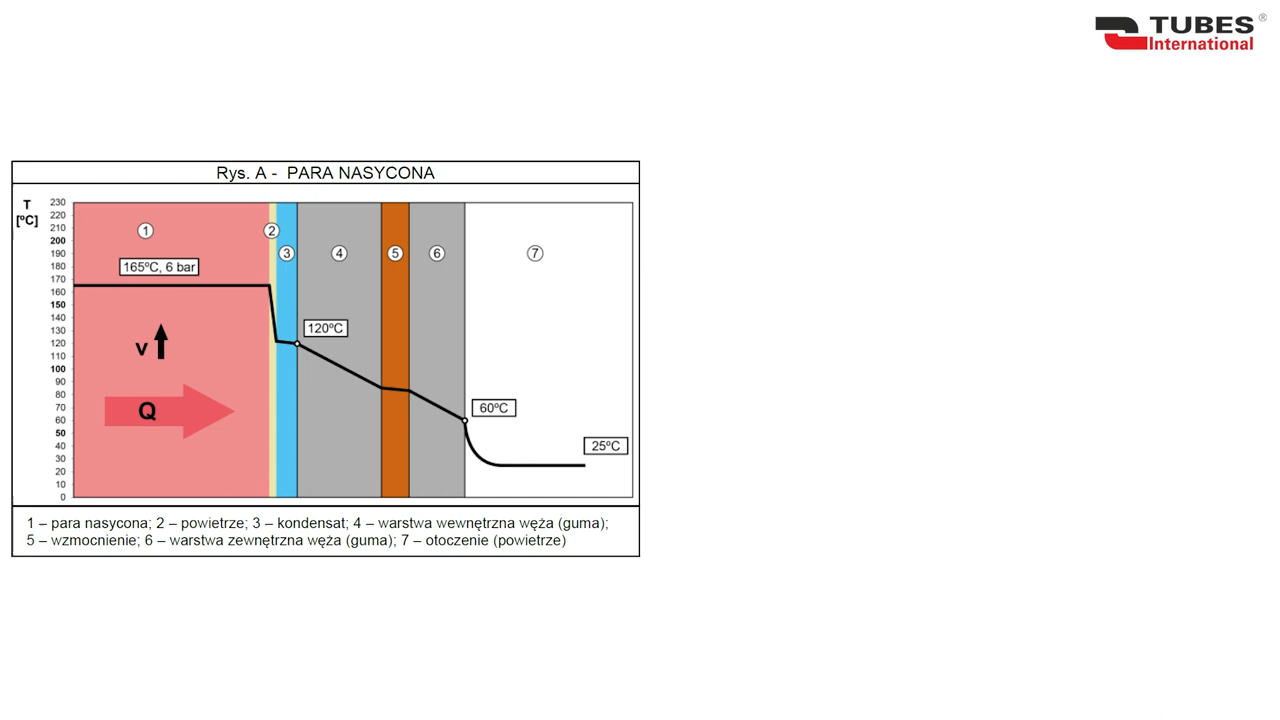 TUBES ®
International
Rys. A - PARA NASYCONA
T
[ºC]
230
220
210
200
190
180
170
160
150
140
130
120
110
100
90
80
70
60
50
40
30
20
10
0
1
2
3
4
5
6
7
165ºC, 6 bar
120ºC
v
Q
60ºC
25ºC
1 – para nasycona; 2 – powietrze; 3 – kondensat; 4 – warstwa wewnętrzna węża (guma);
5 – wzmocnienie; 6 – warstwa zewnętrzna węża (guma); 7 – otoczenie (powietrze)